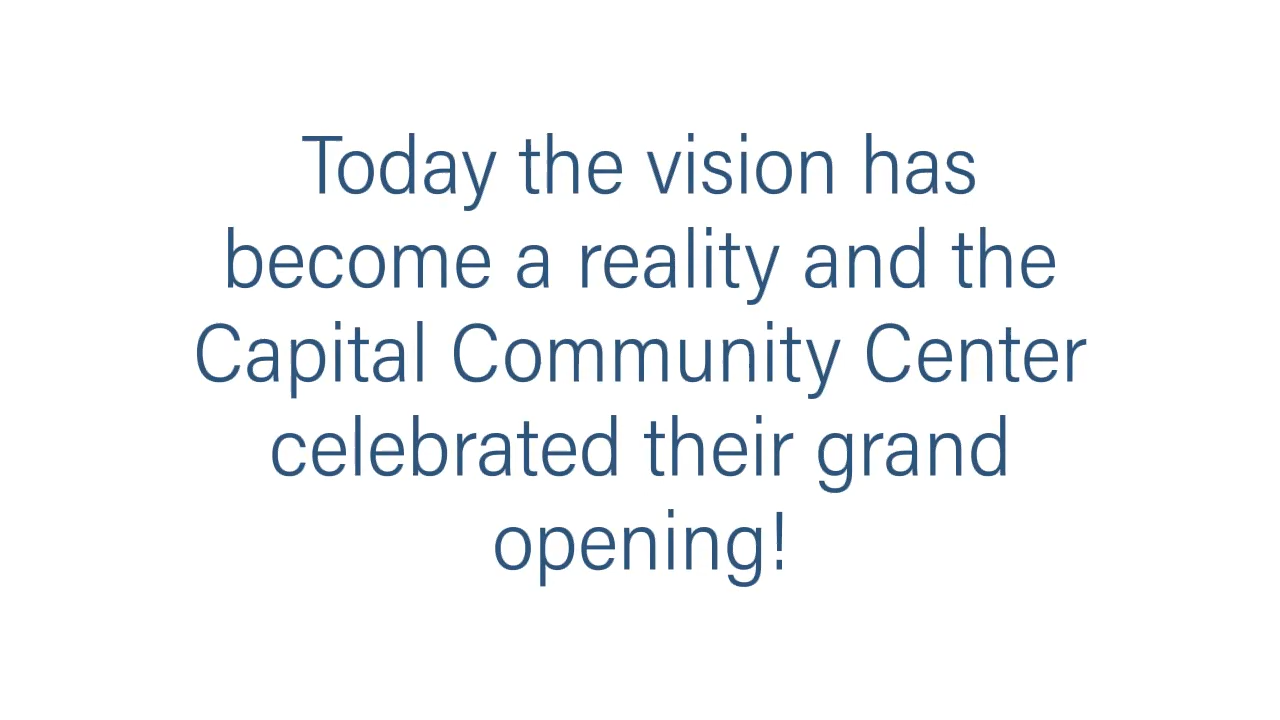 Today the vision has
become a reality and the
Capital Community Center
celebrated their grand
opening!